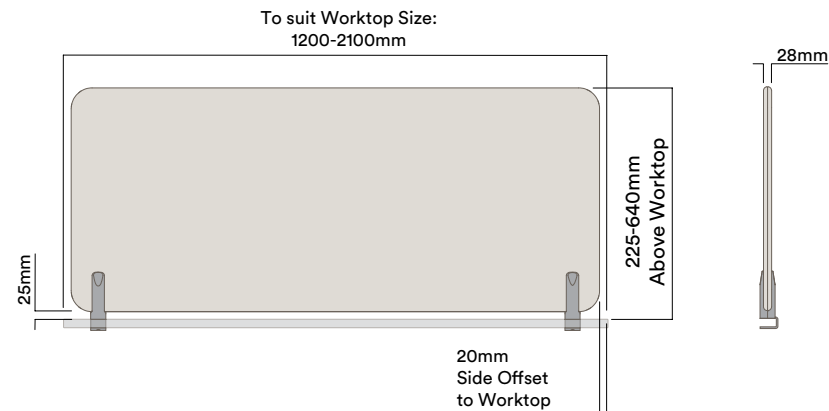 To suit Worktop Size:
1200-2100mm
28mm
225-640mm
Above Worktop
25mm
20mm
Side Offset
to Worktop